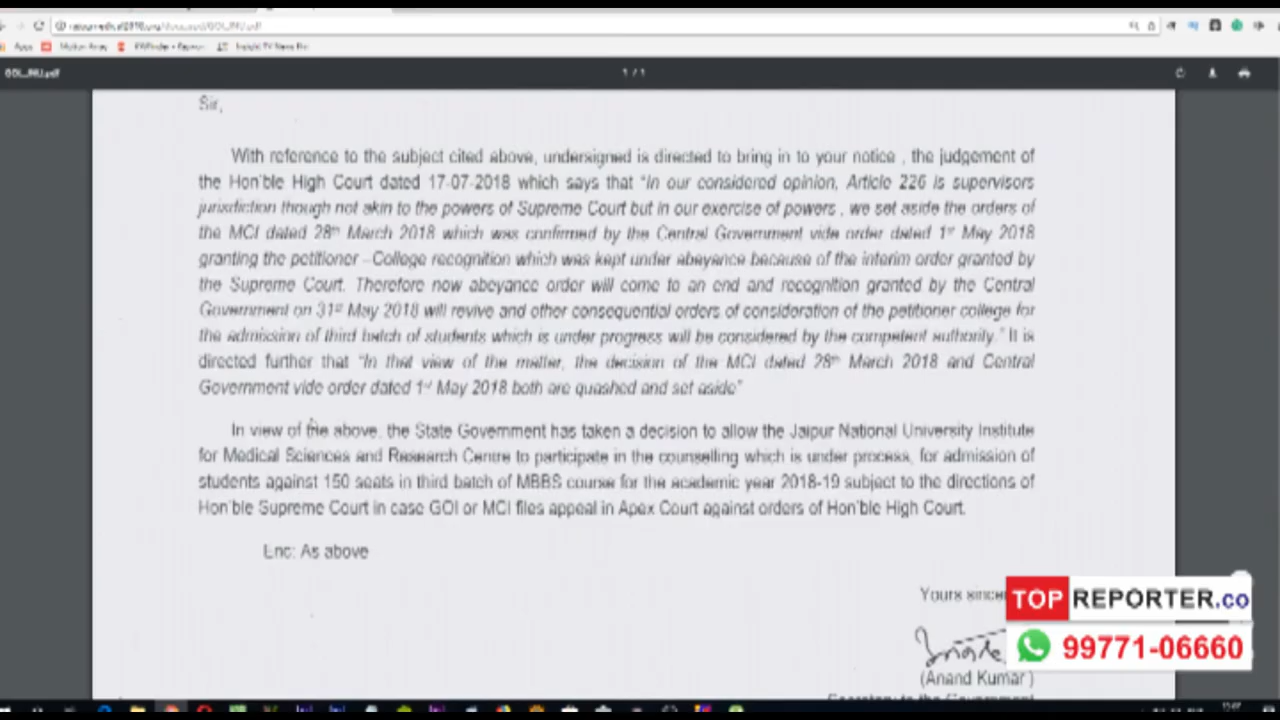 GOI_JNU.pdf
1 / 1
Sir,
With reference to the subject cited above, undersigned is directed to bring in to your notice , the judgement of
the Hon'ble High Court dated 17-07-2018 which says that "In our considered opinion, Article 226 is supervisors
jurisdiction though not akin to the powers of Supreme Court but in our exercise of powers , we set aside the orders of
the MCI dated 28th March 2018 which was confirmed by the Central Government vide order dated 1st May 2018
granting the petitioner –College recognition which was kept under abeyance because of the interim order granted by
the Supreme Court. Therefore now abeyance order will come to an end and recognition granted by the Central
Government on 31st May 2018 will revive and other consequential orders of consideration of the petitioner college for
the admission of third batch of students which is under progress will be considered by the competent authority." It is
directed further that "In that view of the matter, the decision of the MCI dated 28th March 2018 and Central
Government vide order dated 1st May 2018 both are quashed and set aside"
In view of the above, the State Government has taken a decision to allow the Jaipur National University Institute
for Medical Sciences and Research Centre to participate in the counselling which is under process, for admission of
students against 150 seats in third batch of MBBS course for the academic year 2018-19 subject to the directions of
Hon'ble Supreme Court in case GOI or MCI files appeal in Apex Court against orders of Hon'ble High Court.
Enc: As above
Yours
TOP REPORTER.co
99771-06660
(Anand Kumar )
Secretary to the Government